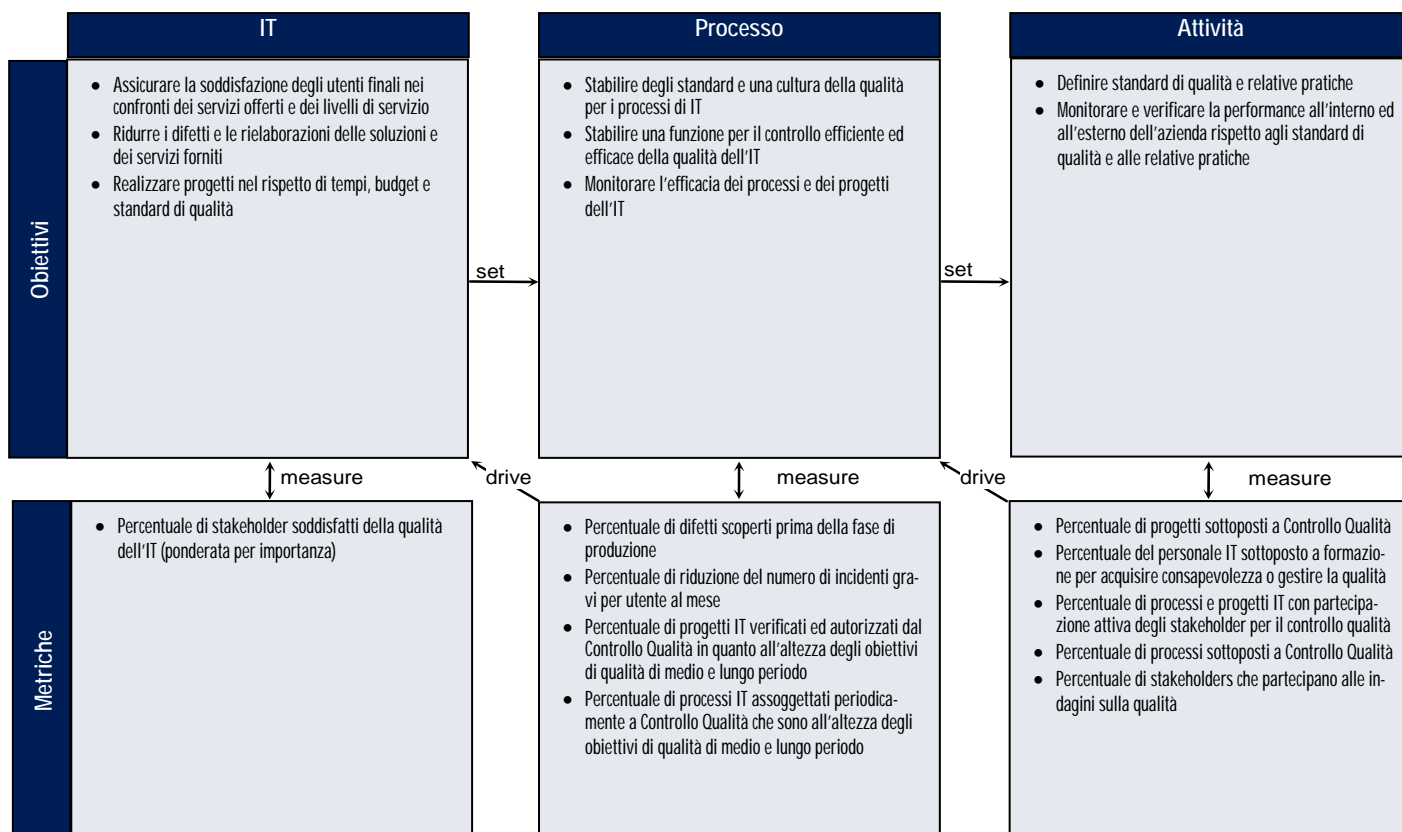 IT
Processo
Attività
Obiettivi
• Assicurare la soddisfazione degli utenti finali nei
confronti dei servizi offerti e dei livelli di servizio
• Ridurre i difetti e le rielaborazioni delle soluzioni e
dei servizi forniti
• Realizzare progetti nel rispetto di tempi, budget e
standard di qualità
set
• Stabilire degli standard e una cultura della qualità
per i processi di IT
• Stabilire una funzione per il controllo efficiente ed
efficace della qualità dell'IT
• Monitorare l'efficacia dei processi e dei progetti
dell'IT
set
• Definire standard di qualità e relative pratiche
• Monitorare e verificare la performance all'interno ed
all'esterno dell'azienda rispetto agli standard di
qualità e alle relative pratiche
measure
drive
measure
drive
measure
Metriche
• Percentuale di stakeholder soddisfatti della qualità
dell'IT (ponderata per importanza)
• Percentuale di difetti scoperti prima della fase di
produzione
• Percentuale di riduzione del numero di incidenti gra-
vi per utente al mese
• Percentuale di progetti IT verificati ed autorizzati dal
Controllo Qualità in quanto all'altezza degli obiettivi
di qualità di medio e lungo periodo
• Percentuale di processi IT assoggettati periodica-
mente a Controllo Qualità che sono all'altezza degli
obiettivi di qualità di medio e lungo periodo
• Percentuale di progetti sottoposti a Controllo Qualità
• Percentuale del personale IT sottoposto a formazio-
ne per acquisire consapevolezza o gestire la qualità
• Percentuale di processi e progetti IT con partecipa-
zione attiva degli stakeholder per il controllo qualità
• Percentuale di processi sottoposti a Controllo Qualità
• Percentuale di stakeholders che partecipano alle in-
dagini sulla qualità